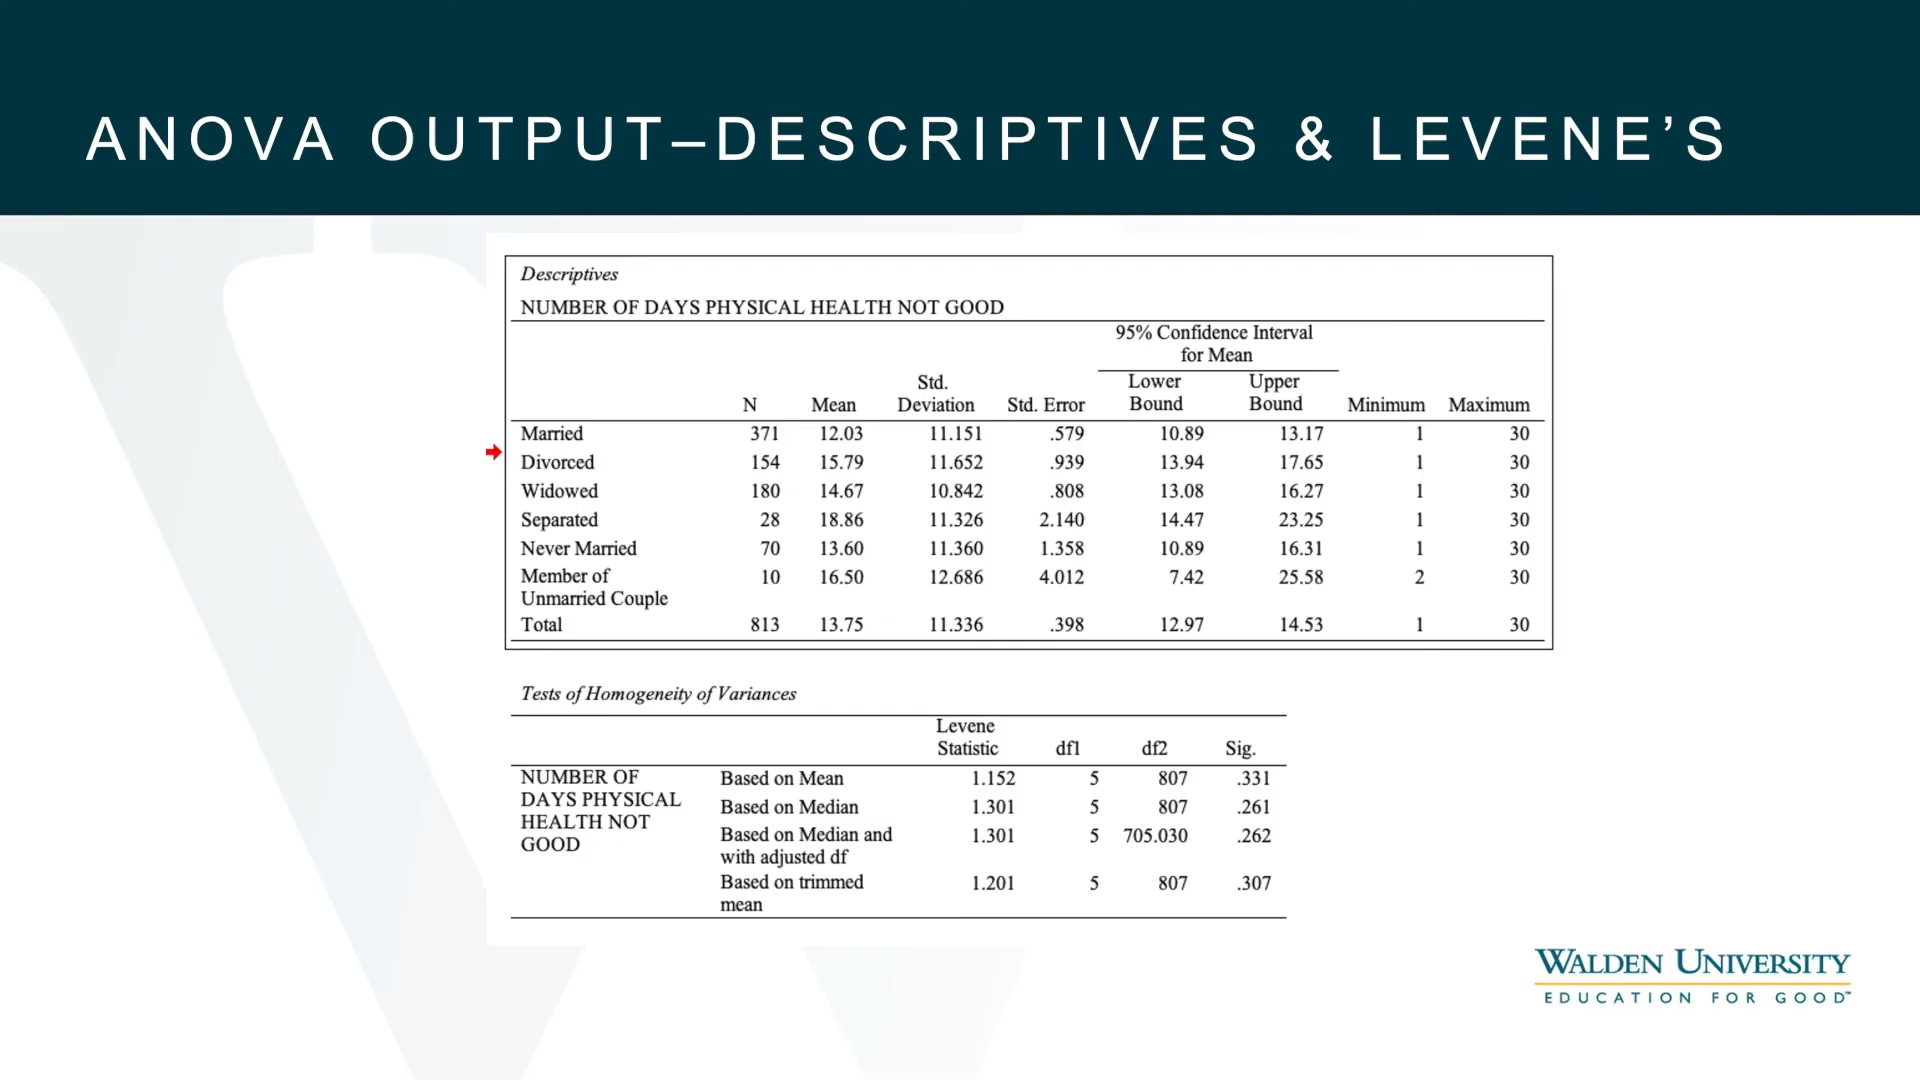 ANOVA OUTPUT–DESCRIPTIVES & LEVENE’S
Descriptives
NUMBER OF DAYS PHYSICAL HEALTH NOT GOOD
95% Confidence Interval
for Mean
N Mean Std. Deviation Std. Error Lower Bound Upper Bound Minimum Maximum
Married 371 12.03 11.151 .579 10.89 13.17 1 30
Divorced 154 15.79 11.652 .939 13.94 17.65 1 30
Widowed 180 14.67 10.842 .808 13.08 16.27 1 30
Separated 28 18.86 11.326 2.140 14.47 23.25 1 30
Never Married 70 13.60 11.360 1.358 10.89 16.31 1 30
Member of 10 16.50 12.686 4.012 7.42 25.58 2 30
Unmarried Couple
Total 813 13.75 11.336 .398 12.97 14.53 1 30
Tests of Homogeneity of Variances
Levene
Statistic df1 df2 Sig.
NUMBER OF Based on Mean 1.152 5 807 .331
DAYS PHYSICAL Based on Median 1.301 5 807 .261
HEALTH NOT Based on Median and 1.301 5 705.030 .262
GOOD with adjusted df
Based on trimmed 1.201 5 807 .307
mean
WALDEN UNIVERSITY
EDUCATION FOR GOOD™